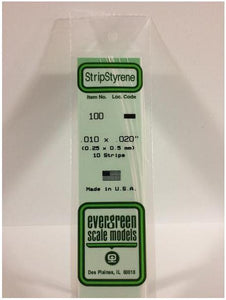 StripStyrene
Item No. Loc. Code
100
.010 x .020"
(0.25 x 0.5 mm)
10 Strips
Made in U.S.A.
evergreen
scale models
Des Plaines, IL 60018